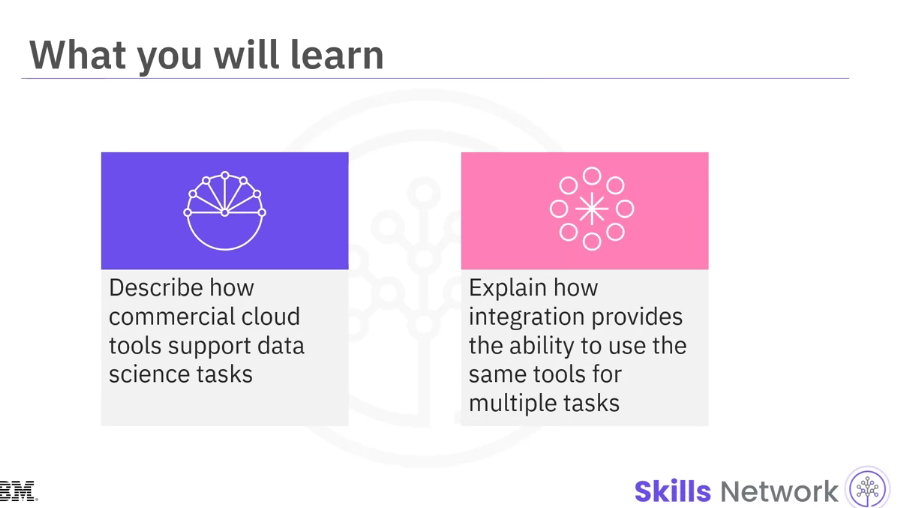 What you will learn
Describe how
commercial cloud
tools support data
science tasks
Explain how
integration provides
the ability to use the
same tools for
multiple tasks
IBM
Skills Network